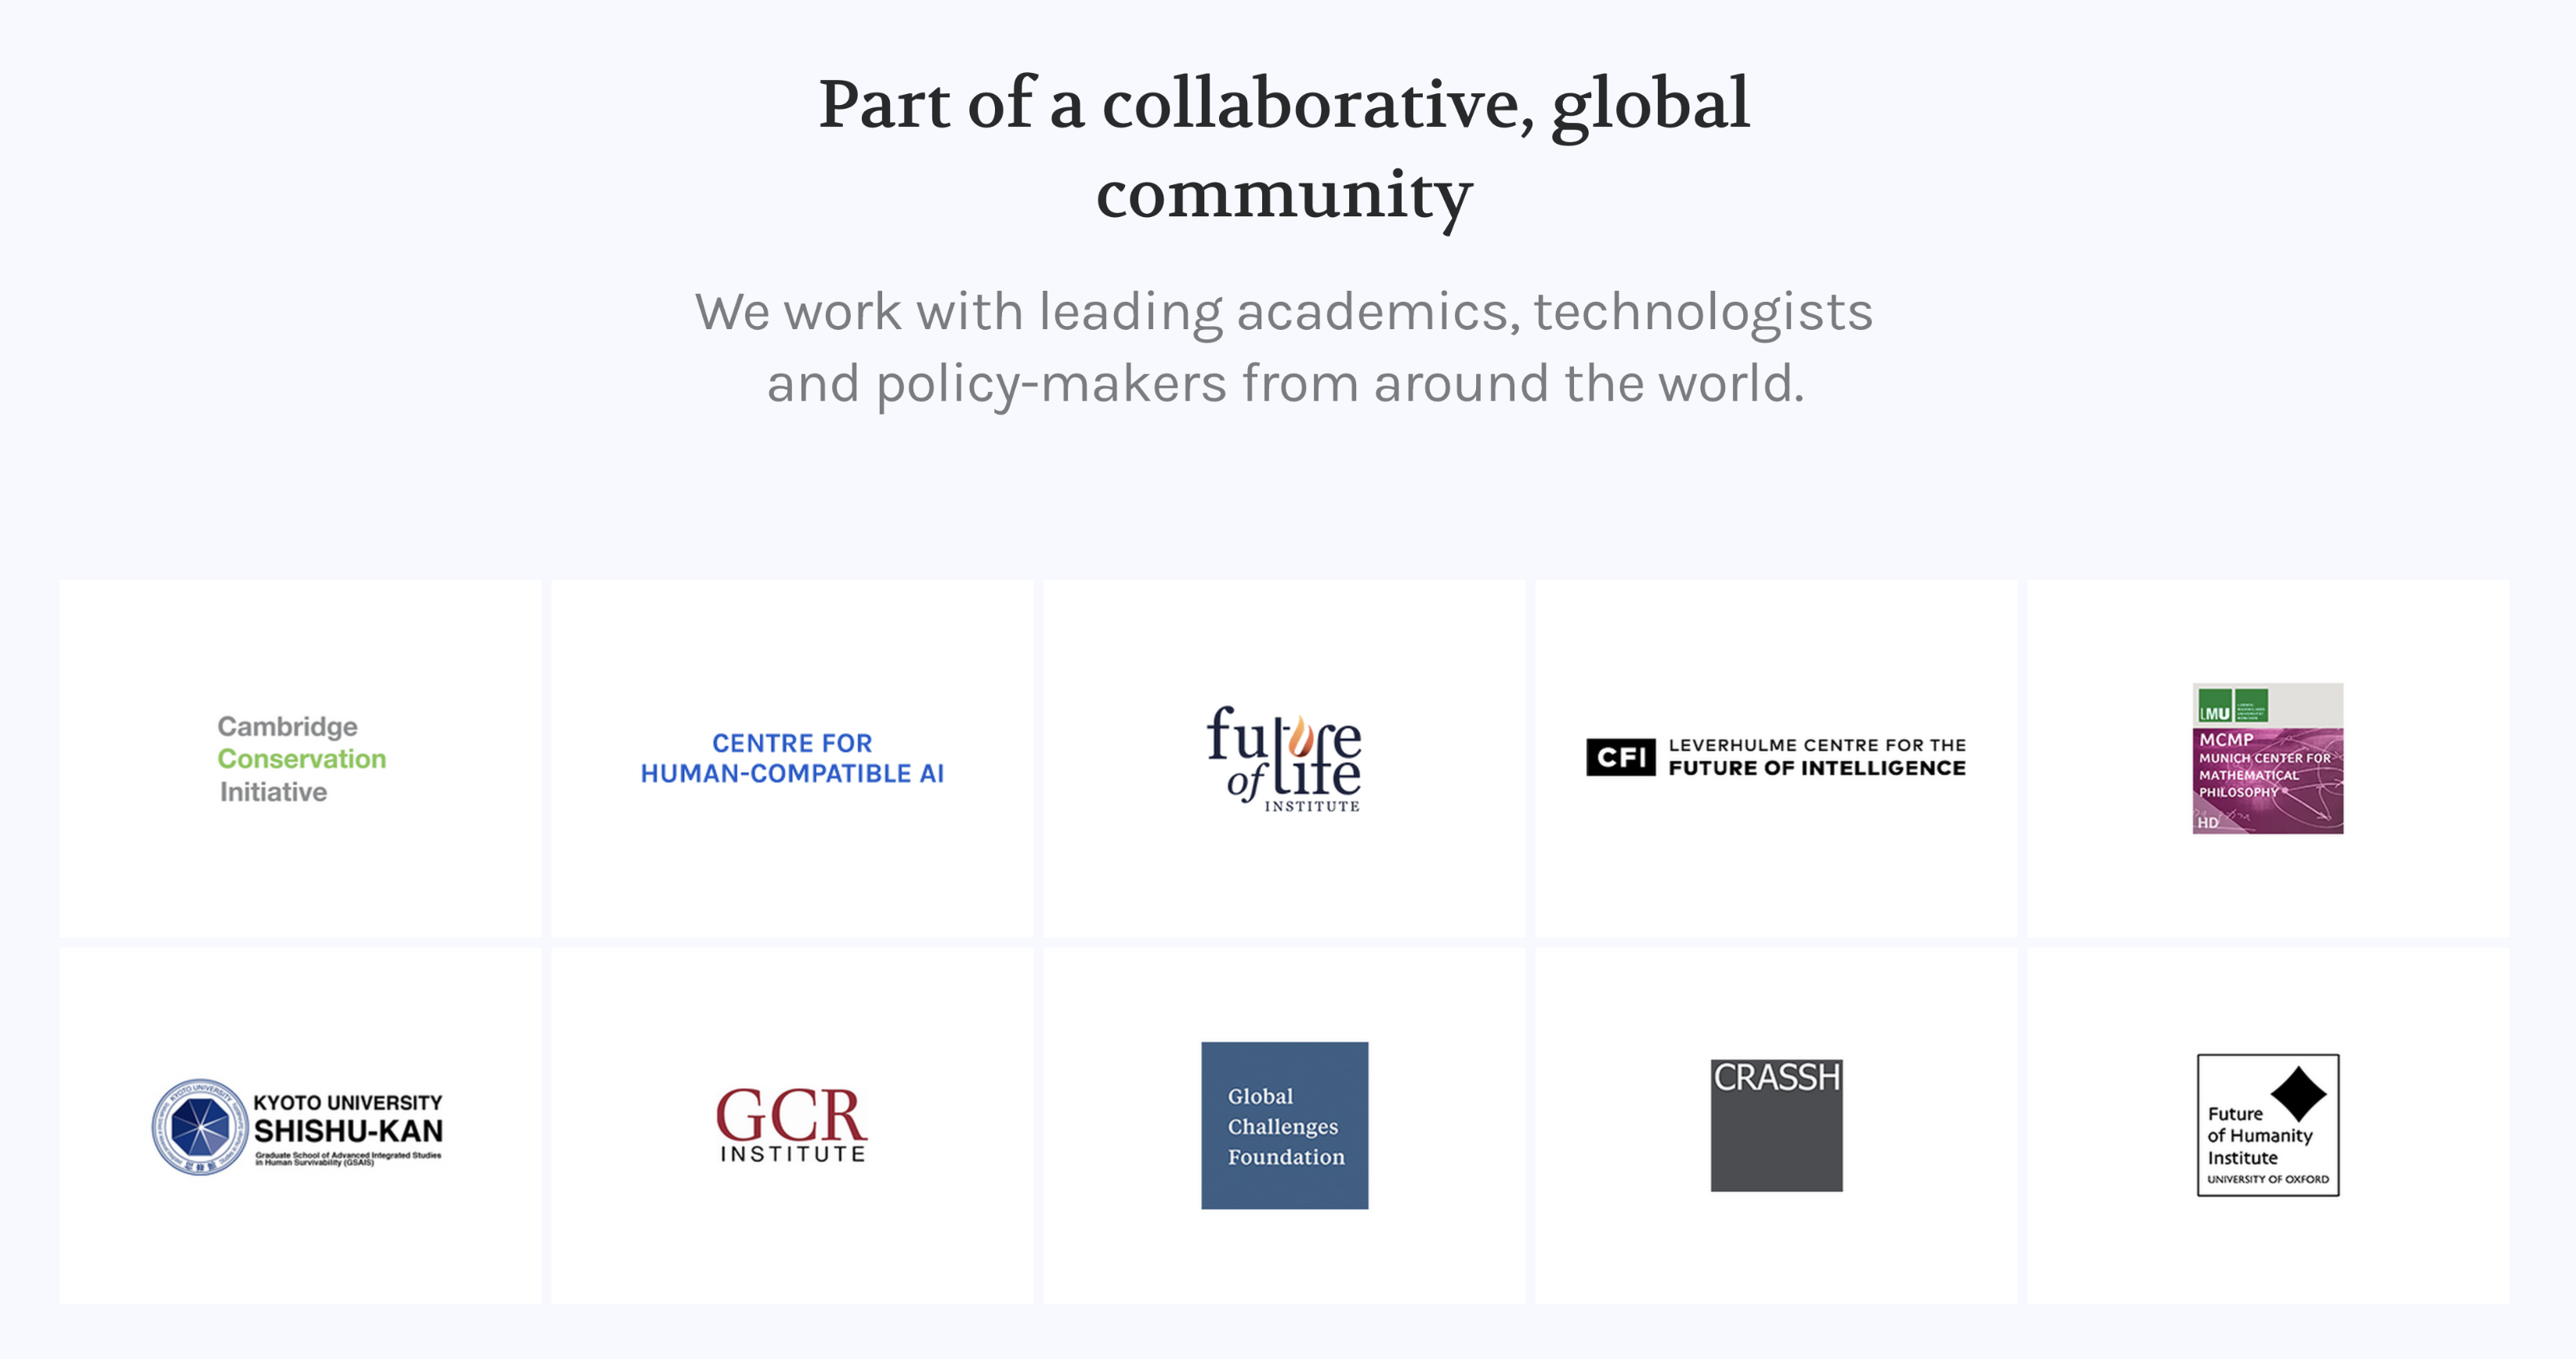 Part of a collaborative, global
community
We work with leading academics, technologists
and policy-makers from around the world.
Cambridge
Conservation
Initiative
CENTRE FOR
HUMAN-COMPATIBLE AI
future
of life
INSTITUTE
CFI
LEVERHULME CENTRE FOR THE
FUTURE OF INTELLIGENCE
LMU
MCMP
MUNICH CENTER FOR
MATHEMATICAL
PHILOSOPHY
HD
KYOTO UNIVERSITY
SHISHU-KAN
Graduate School of Advanced Integrated Studies
in Human Survivability (GSAIS)
GCR
INSTITUTE
Global
Challenges
Foundation
CRASSH
Future
of Humanity
Institute
UNIVERSITY OF OXFORD